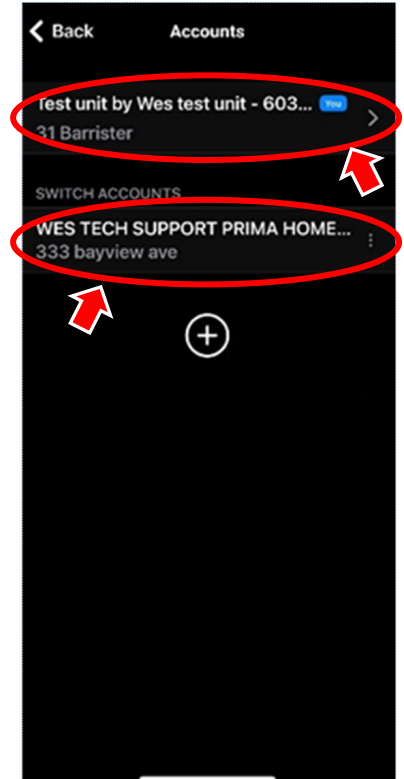 Back Accounts
Test unit by Wes test unit - 603... You
31 Barrister
SWITCH ACCOUNTS
WES TECH SUPPORT PRIMA HOME...
333 bayview ave